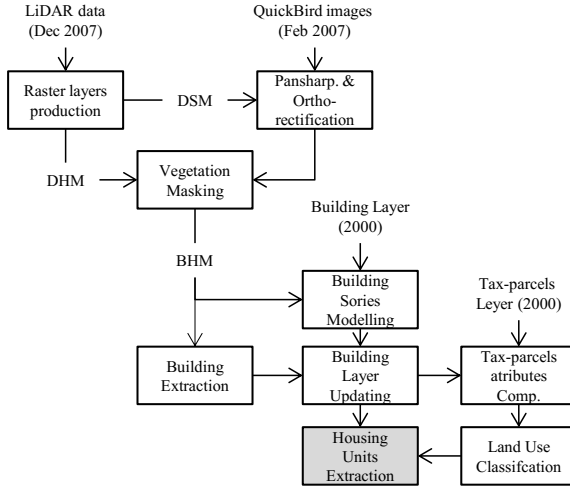 LiDAR data
(Dec 2007)
QuickBird images
(Feb 2007)
Raster layers
production
DSM
Pansharp. &
Ortho-
rectification
DHM
Vegetation
Masking
Building Layer
(2000)
BHM
Building
Sories
Modelling
Tax-parcels
Leyer (2000)
Building
Extraction
Building
Layer
Updating
Tax-parcels
atributes
Comp.
Housing
Units
Extraction
Land Use
Classifcation